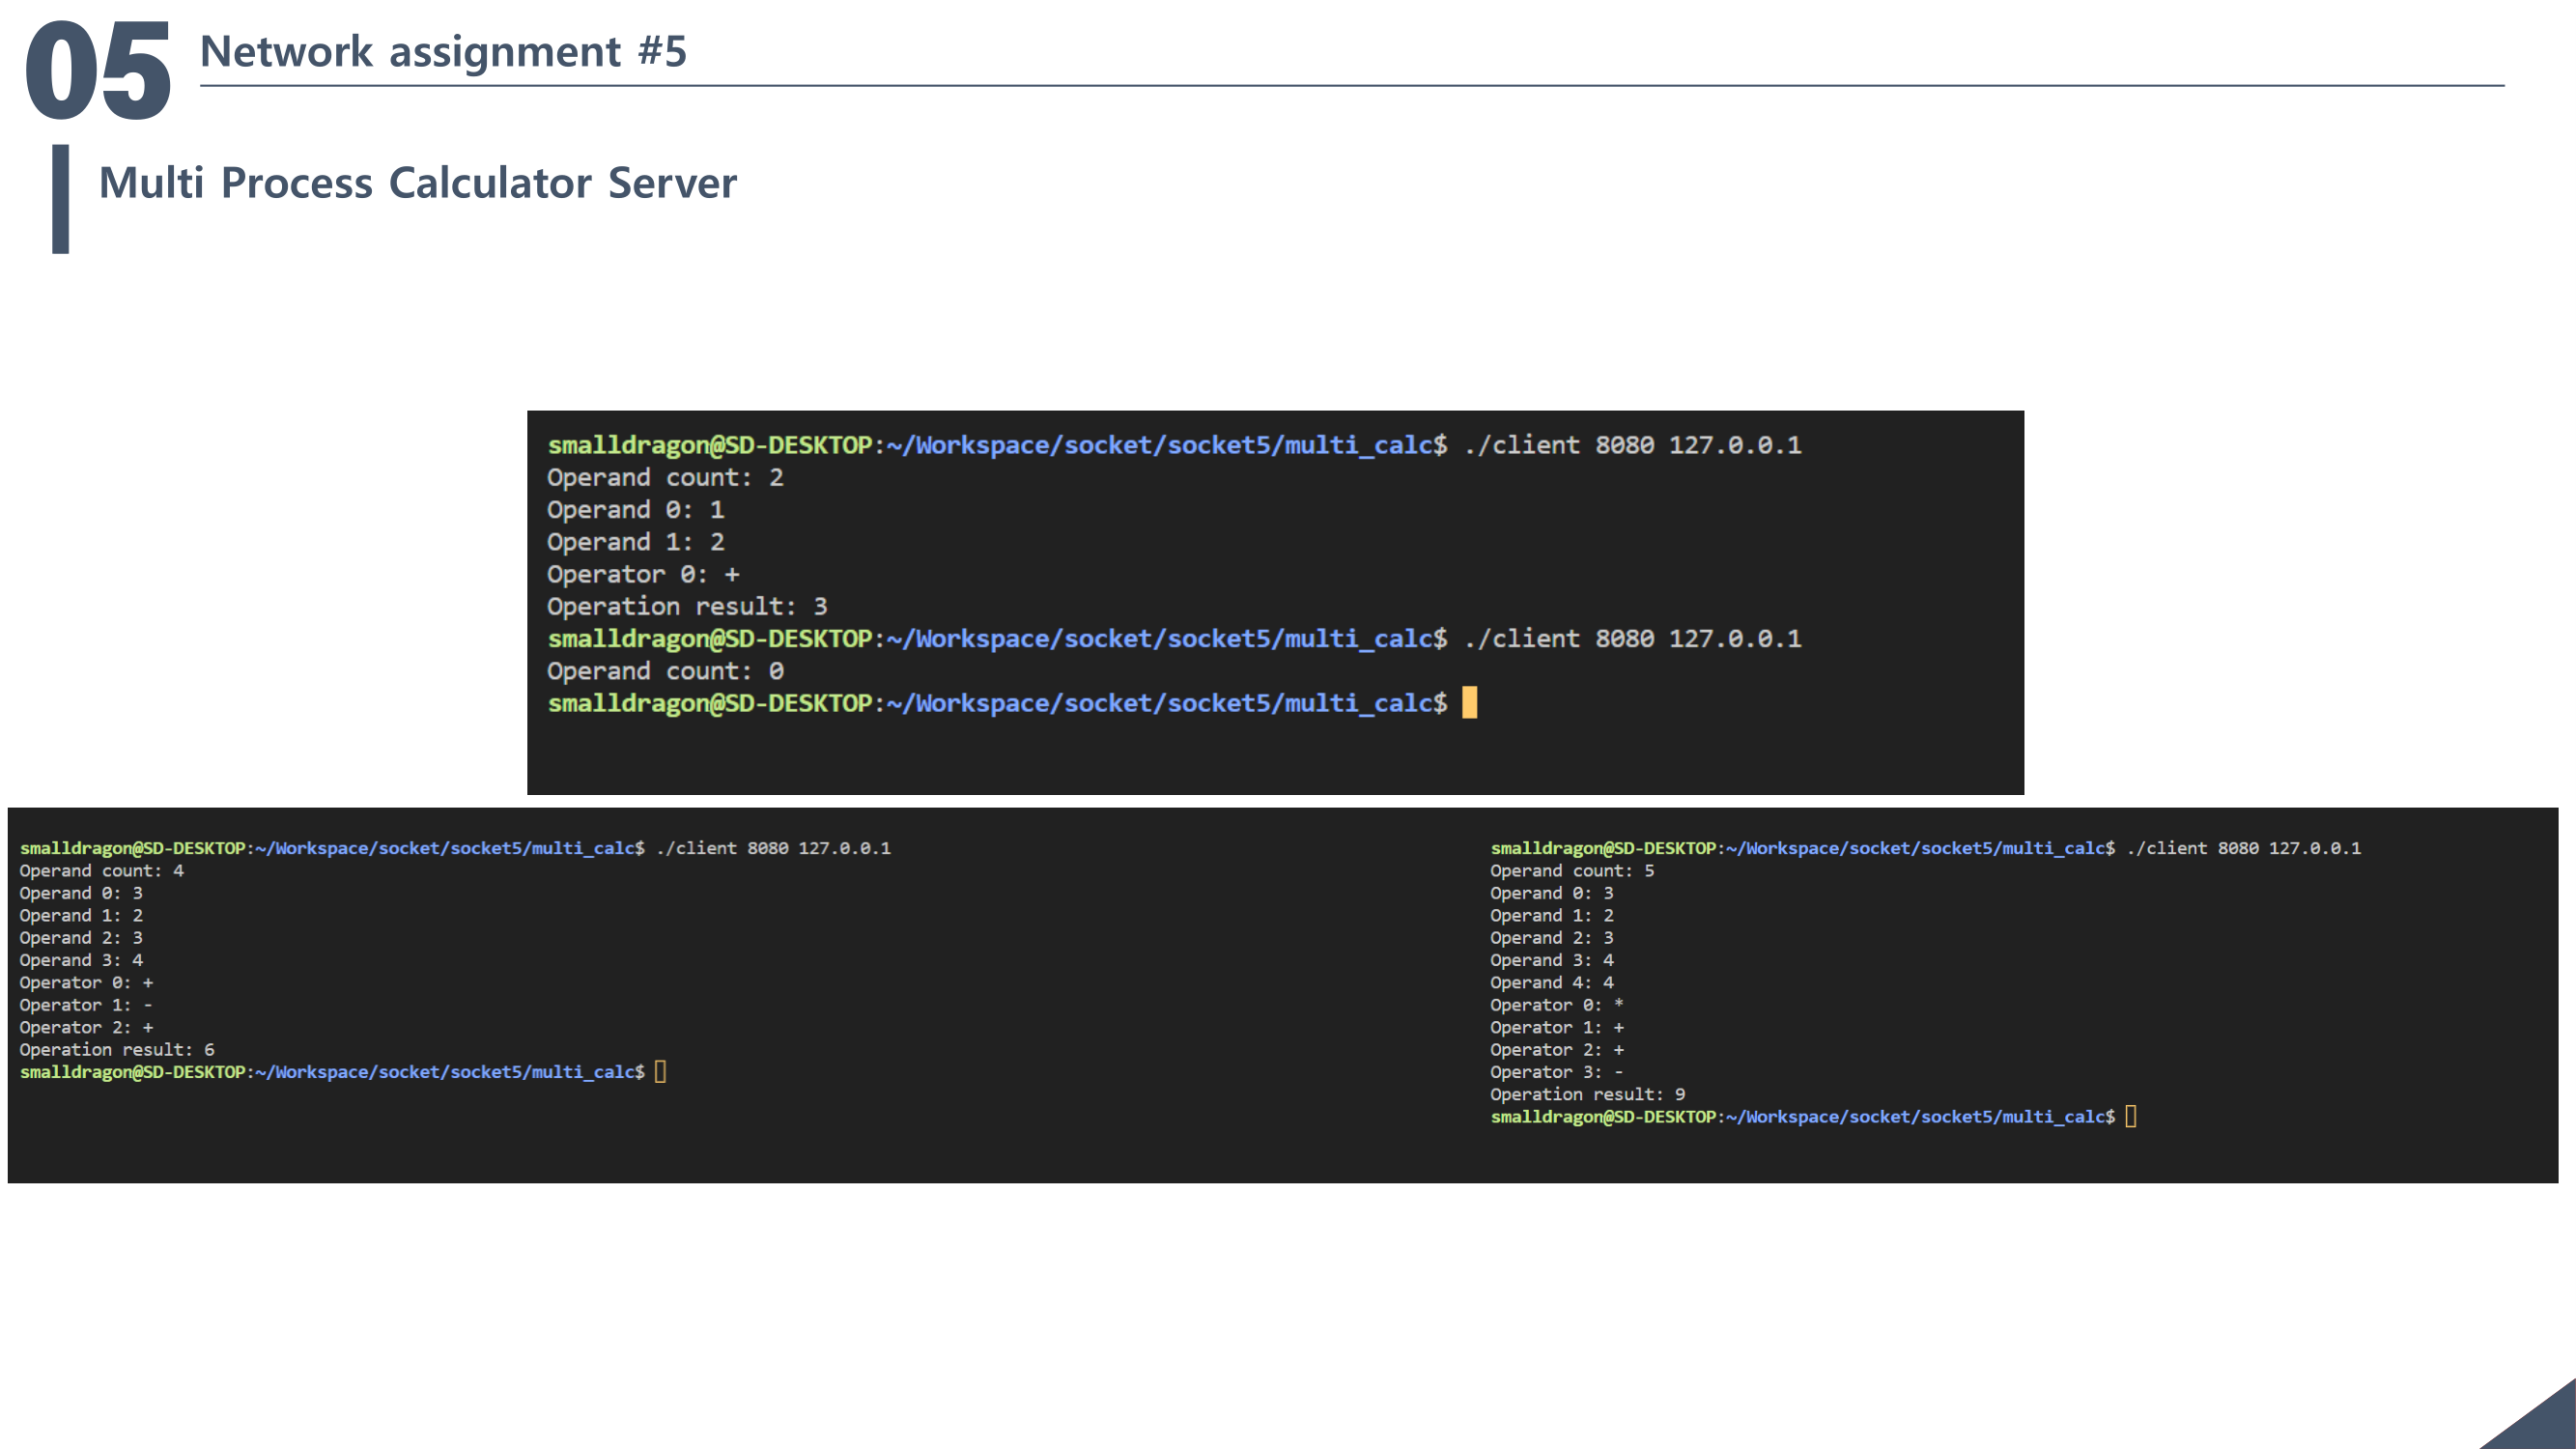 05
Network assignment #5
Multi Process Calculator Server
smalldragon@SD-DESKTOP:~/Workspace/socket/socket5/multi_calc$ ./client 8080 127.0.0.1
Operand count: 2
Operand 0: 1
Operand 1: 2
Operator 0: +
Operation result: 3
smalldragon@SD-DESKTOP:~/Workspace/socket/socket5/multi_calc$ ./client 8080 127.0.0.1
Operand count: 0
smalldragon@SD-DESKTOP:~/Workspace/socket/socket5/multi_calc$
smalldragon@SD-DESKTOP:~/Workspace/socket/socket5/multi_calc$ ./client 8080 127.0.0.1
Operand count: 4
Operand 0: 3
Operand 1: 2
Operand 2: 3
Operand 3: 4
Operator 0: +
Operator 1: -
Operator 2: +
Operation result: 6
smalldragon@SD-DESKTOP:~/Workspace/socket/socket5/multi_calc$
smalldragon@SD-DESKTOP:~/Workspace/socket/socket5/multi_calc$ ./client 8080 127.0.0.1
Operand count: 5
Operand 0: 3
Operand 1: 2
Operand 2: 3
Operand 3: 4
Operand 4: 4
Operator 0: *
Operator 1: +
Operator 2: +
Operator 3: -
Operation result: 9
smalldragon@SD-DESKTOP:~/Workspace/socket/socket5/multi_calc$